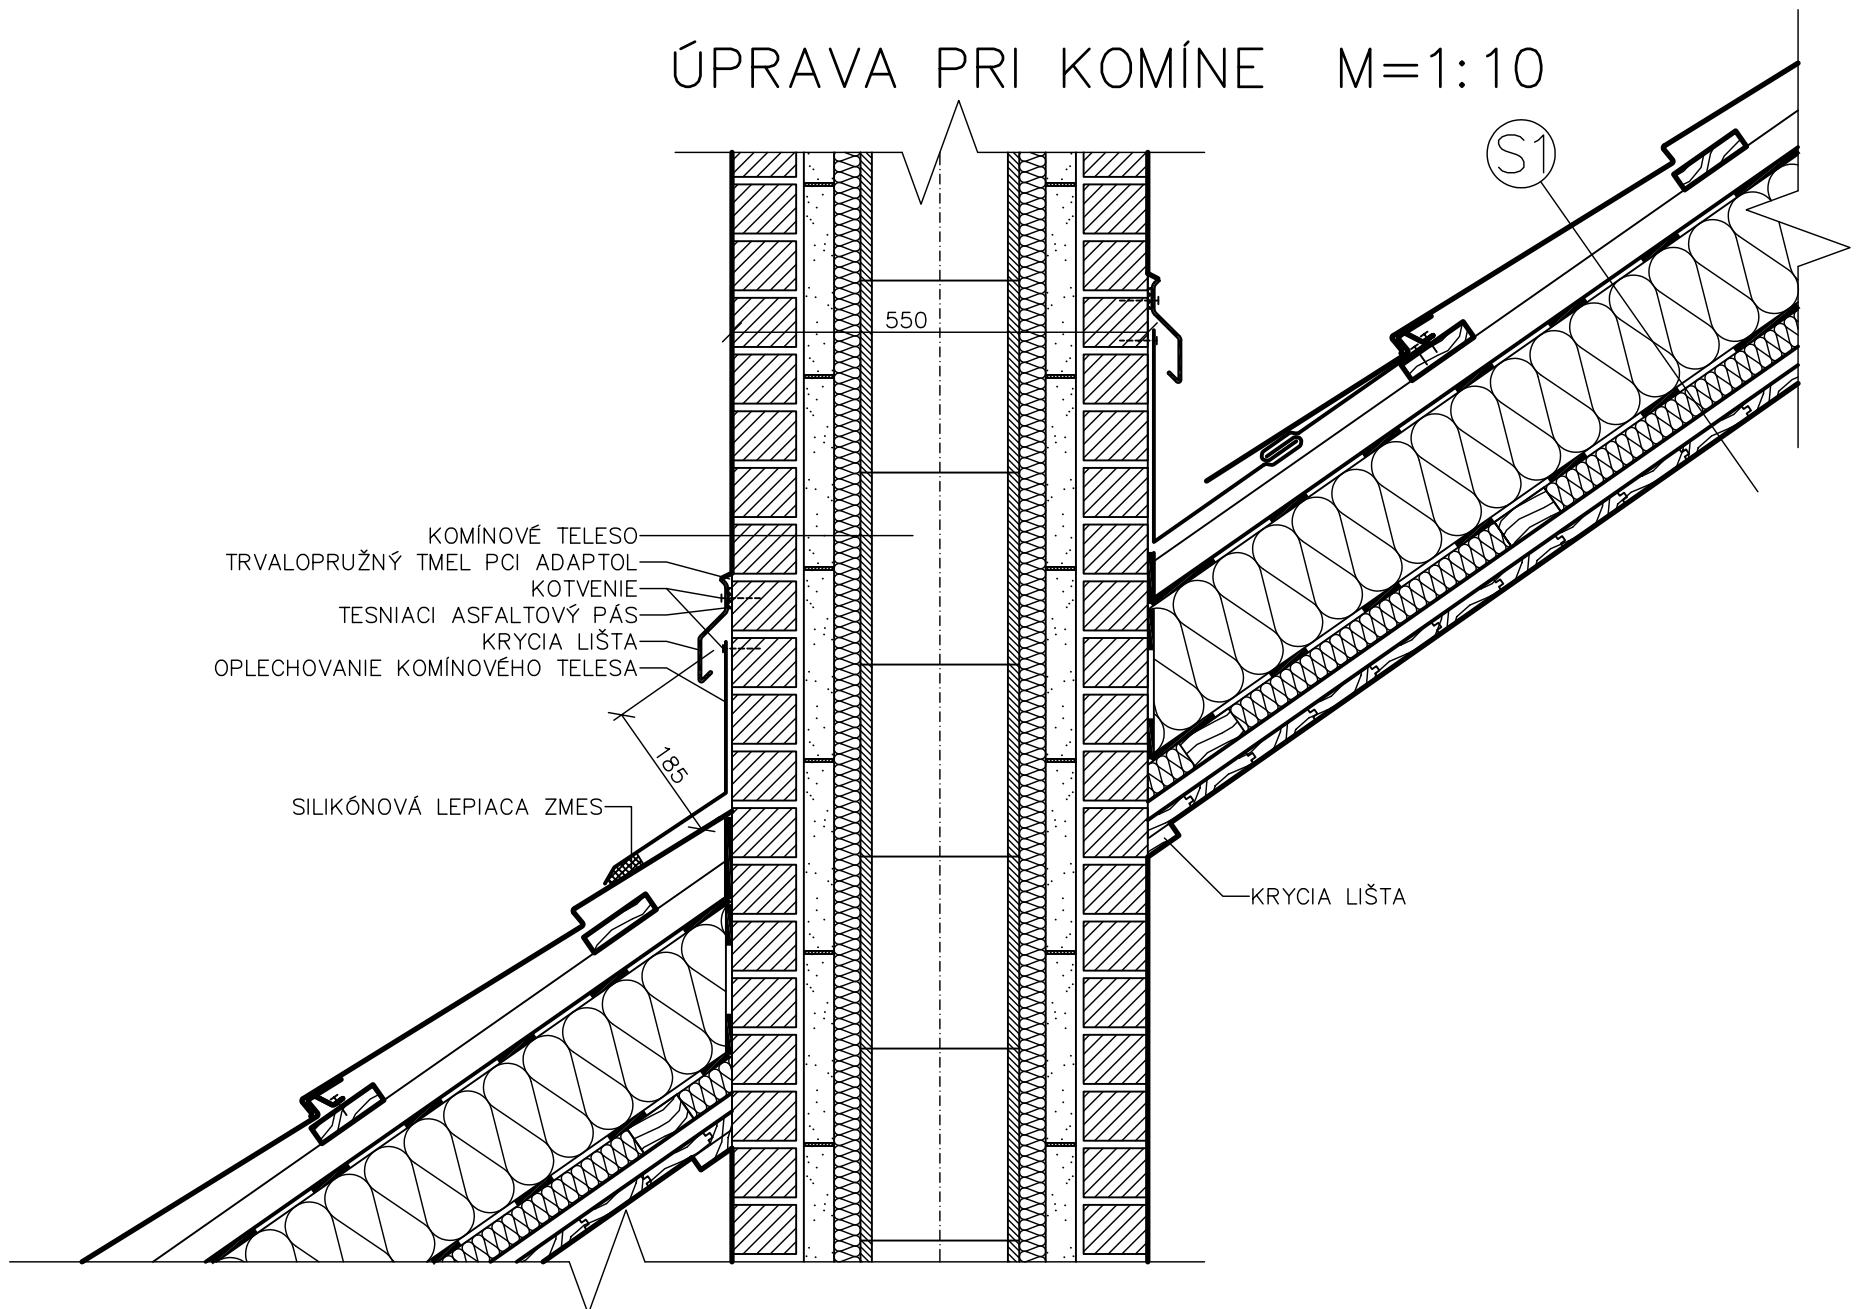 ÚPRAVA PRI KOMÍNE M=1:10
S1
550
KOMÍNOVÉ TELESO
TRVALOPRUŽNÝ TMEL PCI ADAPTOL
KOTVENIE
TESNIACI ASFALTOVÝ PÁS
KRYCIA LIŠTA
OPLECHOVANIE KOMÍNOVÉHO TELESA
185
SILIKÓNOVÁ LEPIACA ZMES
KRYCIA LIŠTA